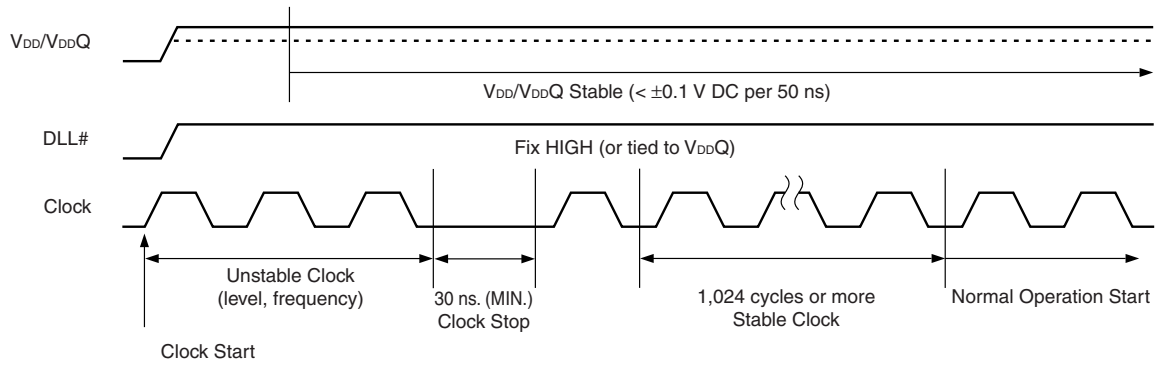 VDD/VDDQ
VDD/VDDQ Stable (< ±0.1 V DC per 50 ns)
DLL#
Fix HIGH (or tied to VDDQ)
Clock
Unstable Clock
(level, frequency)
30 ns. (MIN.)
Clock Stop
1,024 cycles or more
Stable Clock
Normal Operation Start
Clock Start